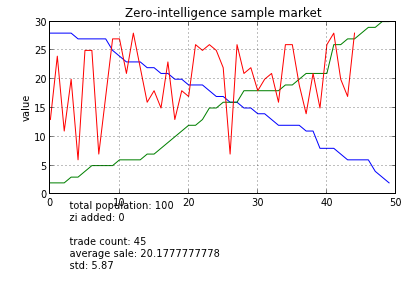 Zero-intelligence sample market
30
25
20
15
10
5
0
value
0 10 20 30 40 50
total population: 100
zi added: 0
trade count: 45
average sale: 20.1777777778
std: 5.87